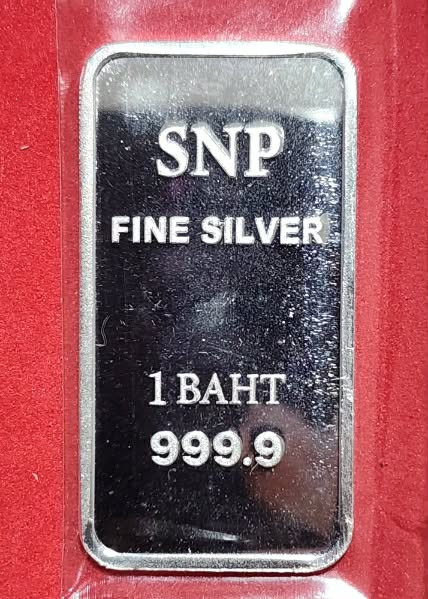 SNP
FINE SILVER
1 BAHT
999.9